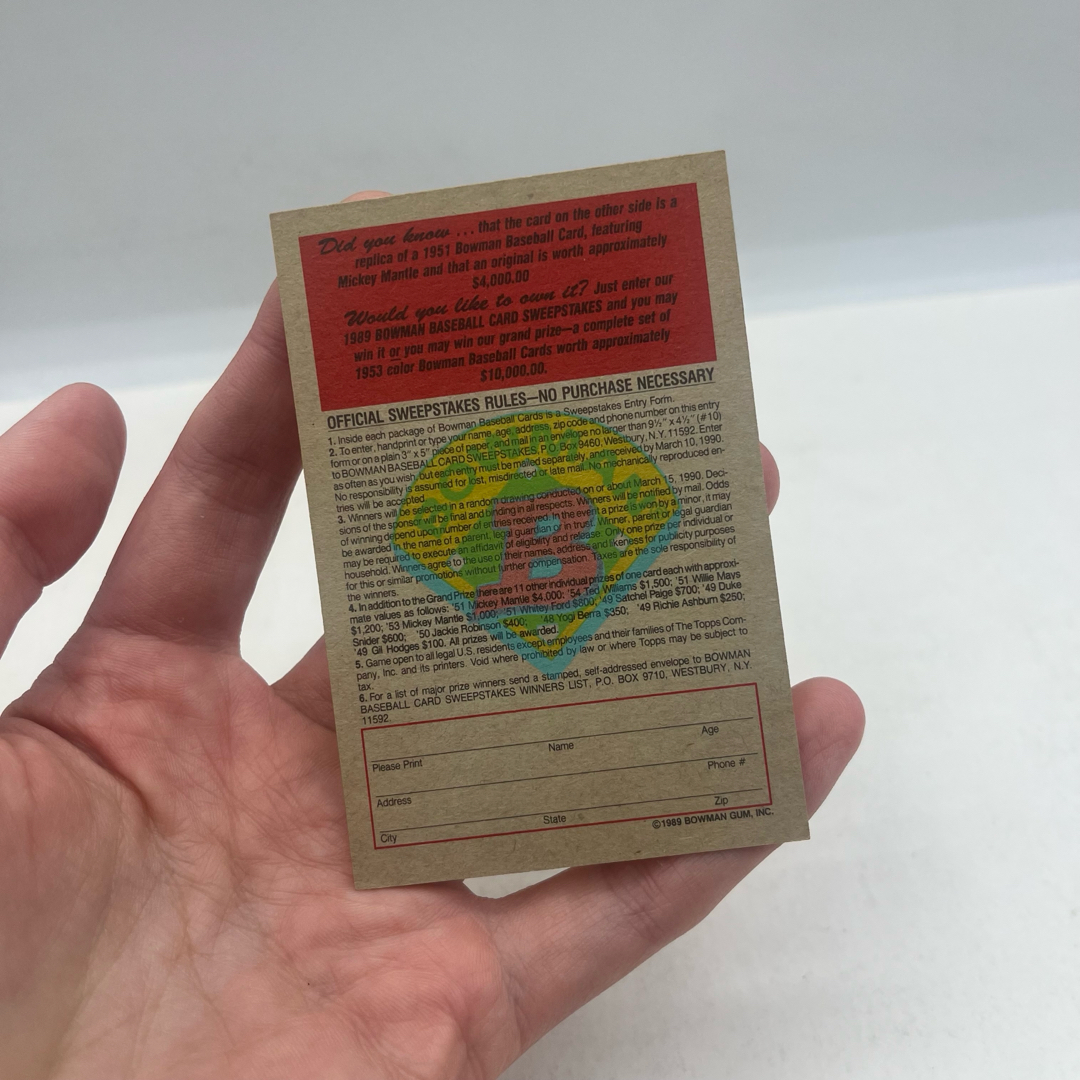 Did you know . . . that the card on the other side is a
replica of a 1951 Bowman Baseball Card, featuring
Mickey Mantle and that an original is worth approximately
$4,000.00
Would you like to own it? Just enter our
1989 BOWMAN BASEBALL CARD SWEEPSTAKES and you may
win it or you may win our grand prize—a complete set of
1953 color Bowman Baseball Cards worth approximately
$10,000.00.
OFFICIAL SWEEPSTAKES RULES—NO PURCHASE NECESSARY
1. Inside each package of Bowman Baseball Cards is a Sweepstakes Entry Form.
2. To enter, handprint or type your name, age, address, zip code and phone number on this entry
form or on a plain 3″ x 5″ piece of paper, and mail in an envelope no larger than 9½″ x 4½″ (#10)
to BOWMAN BASEBALL CARD SWEEPSTAKES, P.O. Box 9460, Westbury, N.Y. 11592. Enter
as often as you wish, but each entry must be mailed separately, and received by March 10, 1990.
No responsibility is assumed for lost, misdirected or late mail. No mechanically reproduced en-
tries will be accepted.
3. Winners will be selected in a random drawing conducted on or about March 15, 1990. Deci-
sions of the sponsor will be final and binding in all respects. Winners will be notified by mail. Odds
of winning depend upon number of entries received. In the event a prize is won by a minor, it may
be awarded in the name of a parent, legal guardian or in trust. Winner, parent or legal guardian
may be required to execute an affidavit of eligibility and release. Only one prize per individual or
household. Winners agree to the use of their names, address and likeness for publicity purposes
for this or similar promotions without further compensation. Taxes are the sole responsibility of
the winners.
4. In addition to the Grand Prize there are 11 other individual prizes of one card each with approxi-
mate values as follows: '51 Mickey Mantle $4,000; '54 Ted Williams $1,500; '51 Willie Mays
$1,200; '53 Mickey Mantle $1,000; '51 Whitey Ford $800; '49 Satchel Paige $700; '49 Duke
Snider $600; '50 Jackie Robinson $400; '48 Yogi Berra $350; '49 Richie Ashburn $250;
'49 Gil Hodges $100. All prizes will be awarded.
5. Game open to all legal U.S. residents except employees and their families of The Topps Com-
pany, Inc. and its printers. Void where prohibited by law or where Topps may be subject to
tax.
6. For a list of major prize winners send a stamped, self-addressed envelope to BOWMAN
BASEBALL CARD SWEEPSTAKES WINNERS LIST, P.O. BOX 9710, WESTBURY, N.Y.
11592.
Please Print Name Age
Address Phone #
City State Zip
©1989 BOWMAN GUM, INC.
B